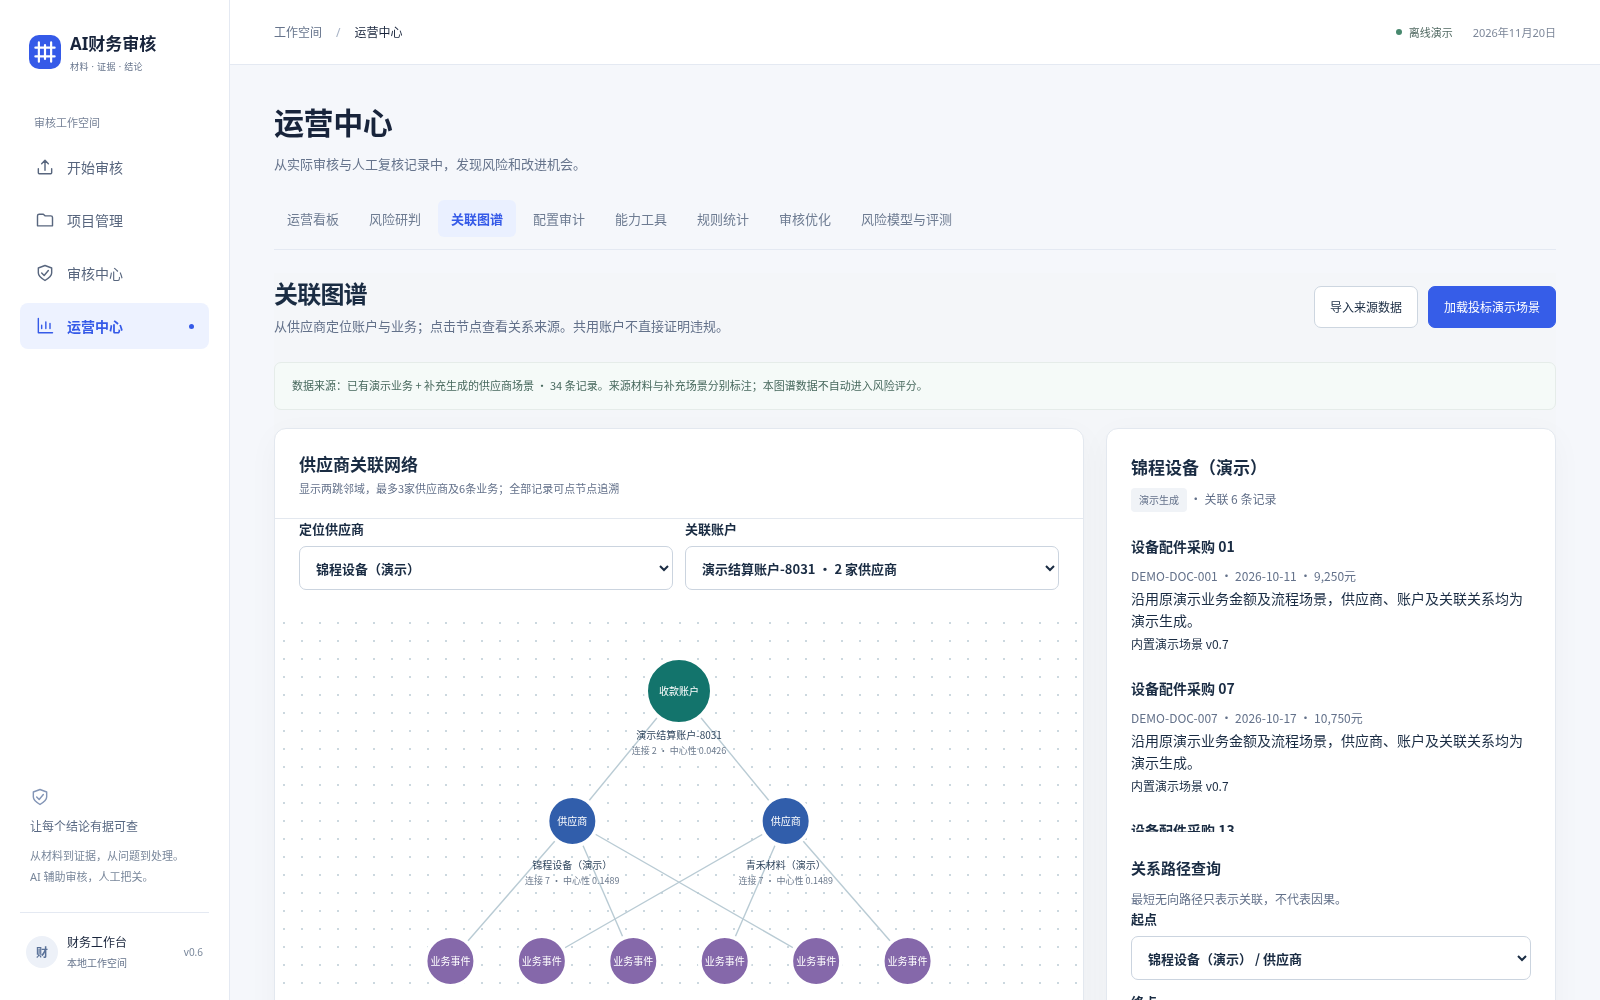 AI财务审核
材料 · 证据 · 结论
审核工作空间
开始审核
项目管理
审核中心
运营中心
让每个结论有据可查
从材料到证据，从问题到处理。
AI 辅助审核，人工把关。
财
财务工作台
本地工作空间
v0.6
工作空间 / 运营中心
离线演示
2026年11月20日
运营中心
从实际审核与人工复核记录中，发现风险和改进机会。
运营看板 风险研判 关联图谱 配置审计 能力工具 规则统计 审核优化 风险模型与评测
关联图谱
从供应商定位账户与业务；点击节点查看关系来源。共用账户不直接证明违规。
导入来源数据
加载投标演示场景
数据来源：已有演示业务 + 补充生成的供应商场景 · 34 条记录。来源材料与补充场景分别标注；本图谱数据不自动进入风险评分。
供应商关联网络
显示两跳邻域，最多3家供应商及6条业务；全部记录可点节点追溯
定位供应商
锦程设备（演示）
关联账户
演示结算账户-8031 · 2 家供应商
收款账户
演示结算账户-8031
连接 2 · 中心性 0.0426
供应商
供应商
锦程设备（演示）
连接 7 · 中心性 0.1489
青禾材料（演示）
连接 7 · 中心性 0.1489
业务事件
业务事件
业务事件
业务事件
业务事件
业务事件
锦程设备（演示）
演示生成 · 关联 6 条记录
设备配件采购 01
DEMO-DOC-001 · 2026-10-11 · 9,250元
沿用原演示业务金额及流程场景，供应商、账户及关联关系均为
演示生成。
内置演示场景 v0.7
设备配件采购 07
DEMO-DOC-007 · 2026-10-17 · 10,750元
沿用原演示业务金额及流程场景，供应商、账户及关联关系均为
演示生成。
内置演示场景 v0.7
设备配件采购 13
关系路径查询
最短无向路径只表示关联，不代表因果。
起点
锦程设备（演示） / 供应商
终点